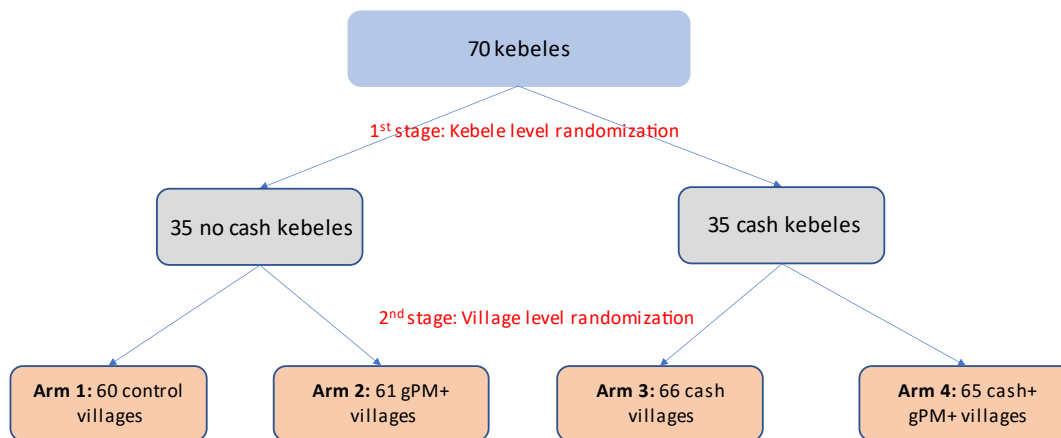 70 kebeles
1st stage: Kebele level randomization
35 no cash kebeles
35 cash kebeles
2nd stage: Village level randomization
Arm 1: 60 control
villages
Arm 2: 61 gPM+
villages
Arm 3: 66 cash
villages
Arm 4: 65 cash+
gPM+ villages